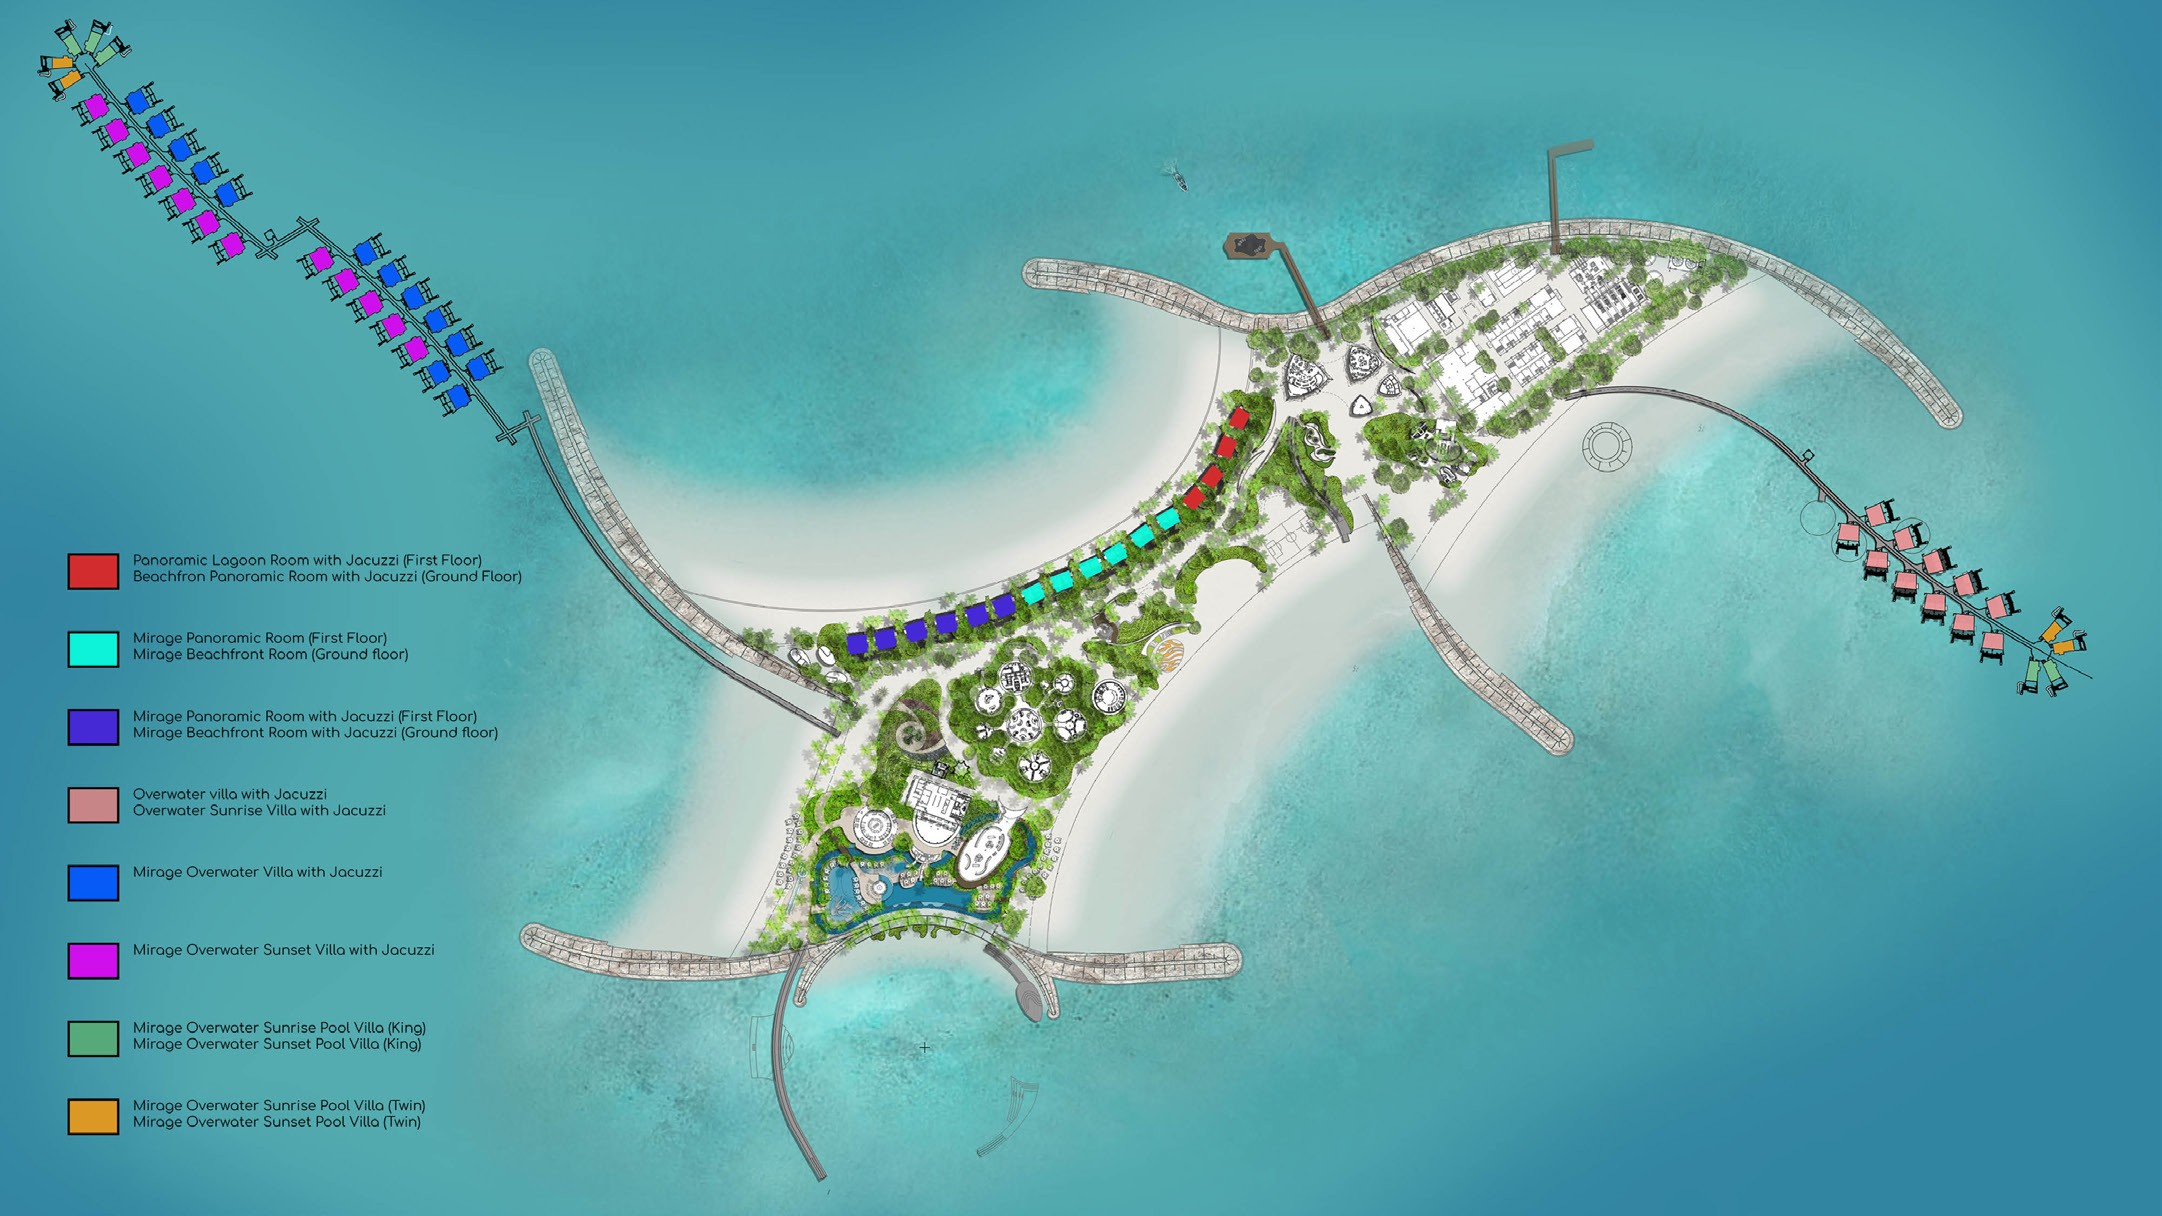 Panoramic Lagoon Room with Jacuzzi (First Floor)
Beachfron Panoramic Room with Jacuzzi (Ground Floor)
Mirage Panoramic Room (First Floor)
Mirage Beachfront Room (Ground floor)
Mirage Panoramic Room with Jacuzzi (First Floor)
Mirage Beachfront Room with Jacuzzi (Ground floor)
Overwater villa with Jacuzzi
Overwater Sunrise Villa with Jacuzzi
Mirage Overwater Villa with Jacuzzi
Mirage Overwater Sunset Villa with Jacuzzi
Mirage Overwater Sunrise Pool Villa (King)
Mirage Overwater Sunset Pool Villa (King)
Mirage Overwater Sunrise Pool Villa (Twin)
Mirage Overwater Sunset Pool Villa (Twin)